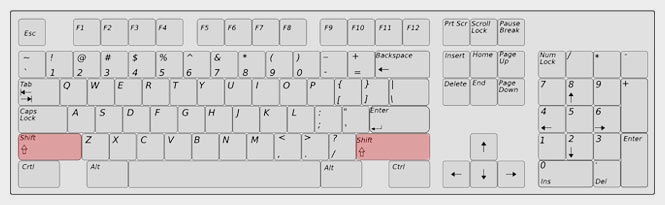 Esc F1 F2 F3 F4 F5 F6 F7 F8 F9 F10 F11 F12 Prt Scr Scroll Lock Pause Break
~ ` ! 1 @ 2 # 3 $ 4 % 5 ^ 6 & 7 * 8 ( 9 ) 0 _ - + = Backspace ← Insert Home Page Up Num Lock / * -
Tab Q W E R T Y U I O P { [ } ] | \ Delete End Page Down 7 8 ↑ 9 +
Caps Lock A S D F G H J K L : ; " ' Enter 4 ← 5 6 →
Shift ⇧ Z X C V B N M < , > . ? / Shift ⇧ ↑ 1 2 ↓ 3 Enter
Crtl Alt Alt Ctrl ← ↓ → 0 Ins . Del